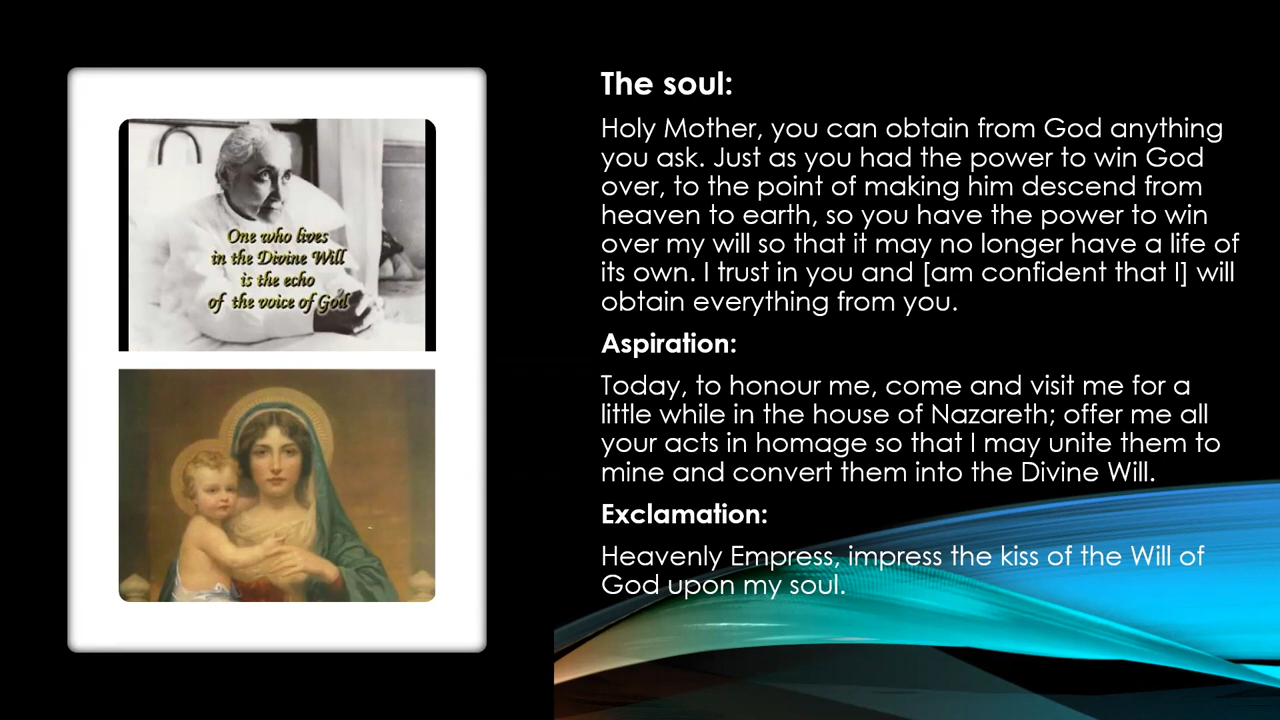 One who lives
in the Divine Will
is the echo
of the voice of God
The soul:
Holy Mother, you can obtain from God anything
you ask. Just as you had the power to win God
over, to the point of making him descend from
heaven to earth, so you have the power to win
over my will so that it may no longer have a life of
its own. I trust in you and [am confident that I] will
obtain everything from you.
Aspiration:
Today, to honour me, come and visit me for a
little while in the house of Nazareth; offer me all
your acts in homage so that I may unite them to
mine and convert them into the Divine Will.
Exclamation:
Heavenly Empress, impress the kiss of the Will of
God upon my soul.